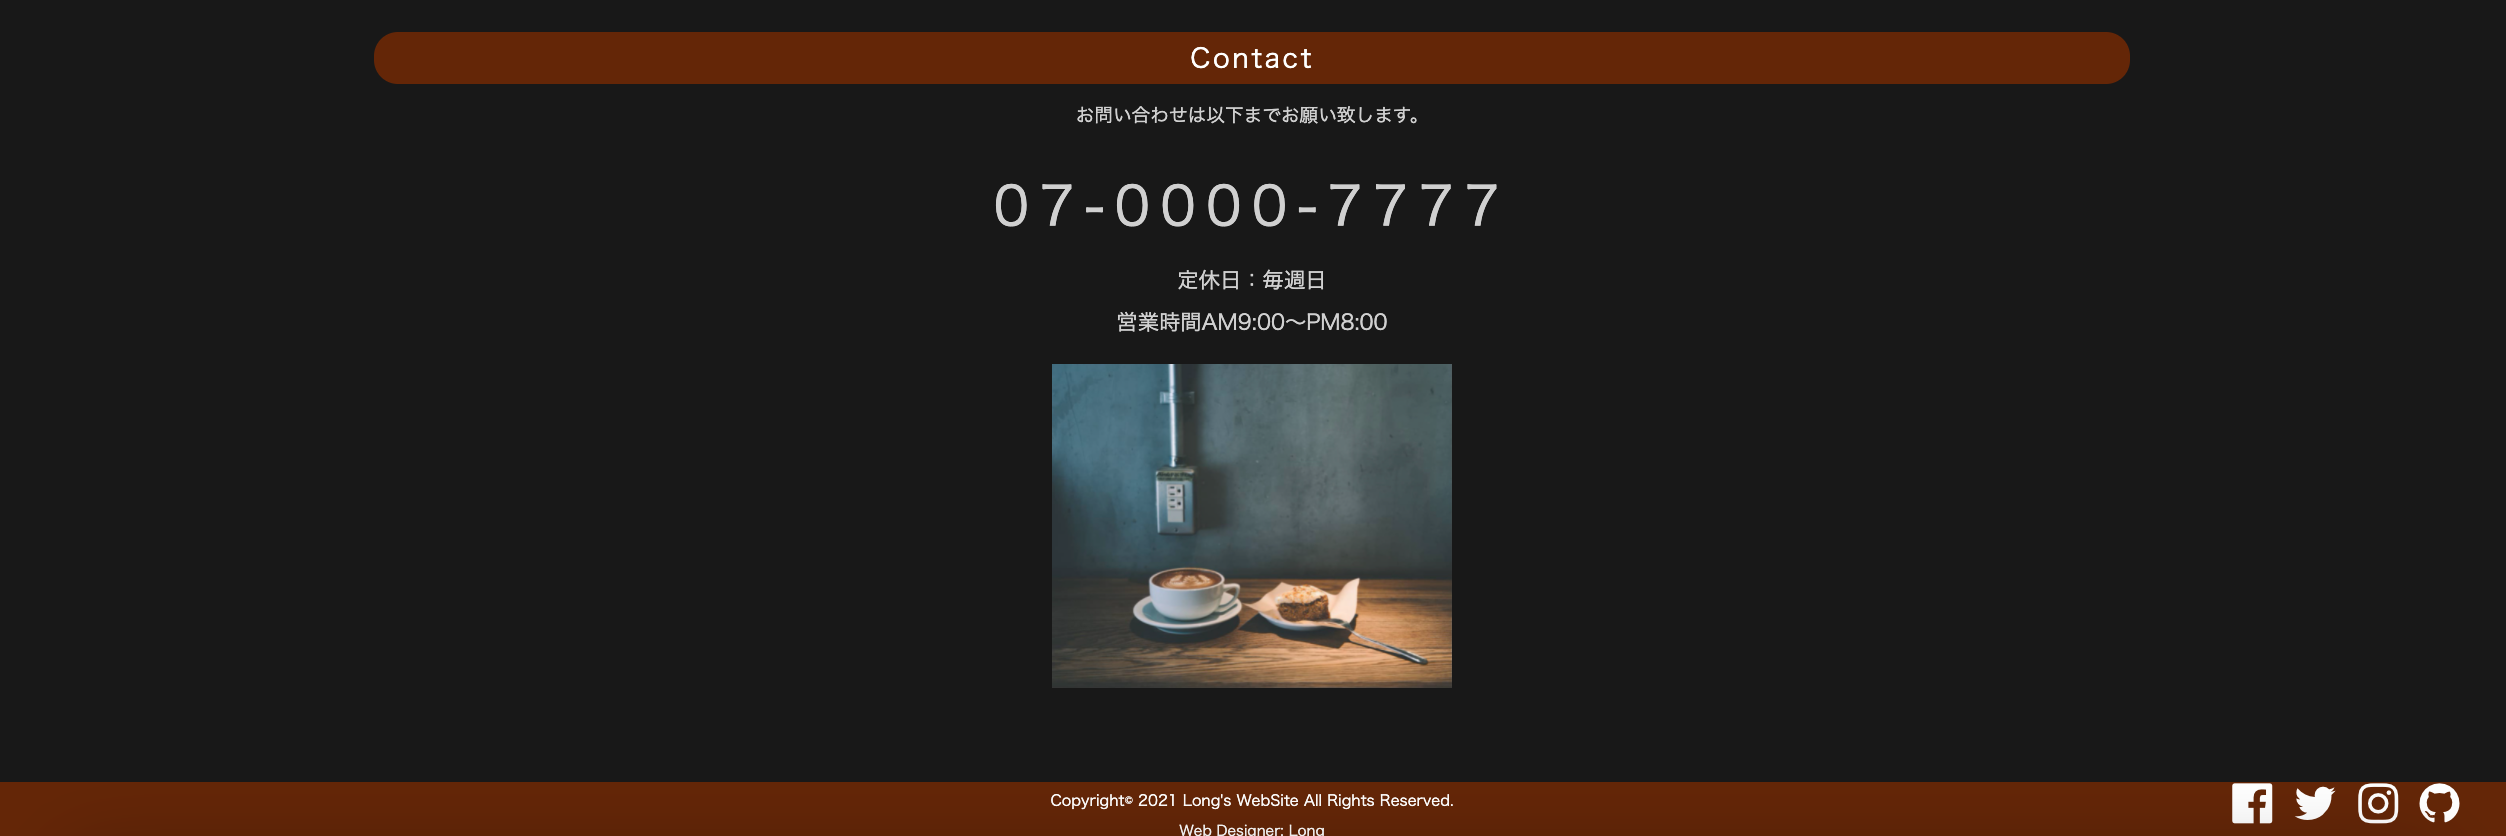 Contact
お問い合わせは以下までお願い致します。
07-0000-7777
定休日：毎週日
営業時間AM9:00〜PM8:00
Copyright© 2021 Long's WebSite All Rights Reserved.
Web Designer: Long